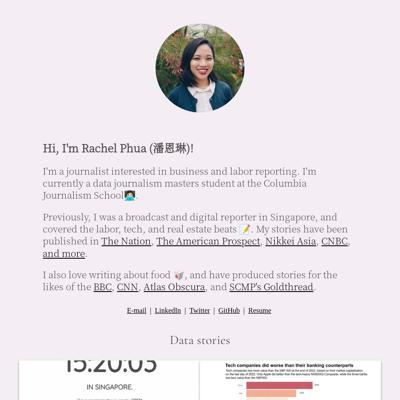 Hi, I'm Rachel Phua (潘恩琳)!
I'm a journalist interested in business and labor reporting. I'm
currently a data journalism masters student at the Columbia
Journalism School👩🏻‍💻.
Previously, I was a broadcast and digital reporter in Singapore, and
covered the labor, tech, and real estate beats 📝. My stories have been
published in The Nation, The American Prospect, Nikkei Asia, CNBC,
and more.
I also love writing about food 🥡, and have produced stories for the
likes of the BBC, CNN, Atlas Obscura, and SCMP's Goldthread.
E-mail | LinkedIn | Twitter | GitHub | Resume
Data stories
15:20:03
IN SINGAPORE.
Tech companies did worse than their banking counterparts